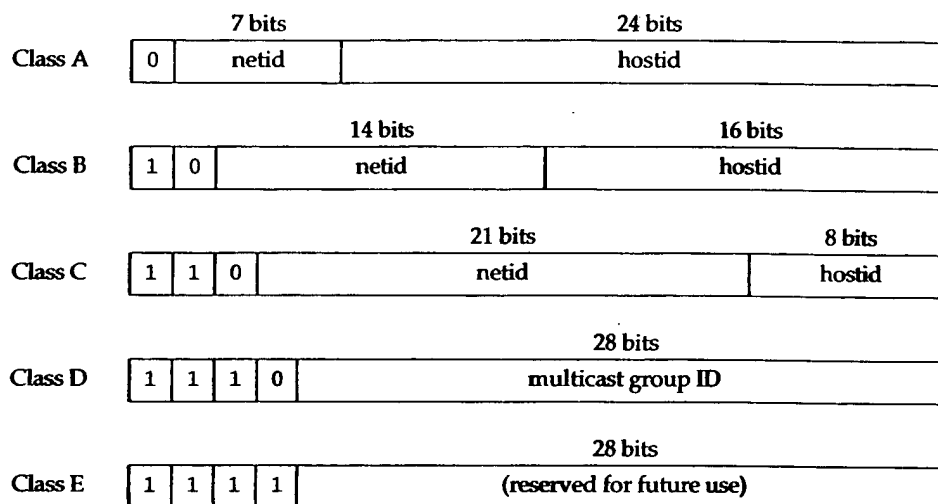 7 bits 24 bits
Class A 0 netid hostid
14 bits 16 bits
Class B 1 0 netid hostid
21 bits 8 bits
Class C 1 1 0 netid hostid
28 bits
Class D 1 1 1 0 multicast group ID
28 bits
Class E 1 1 1 1 (reserved for future use)